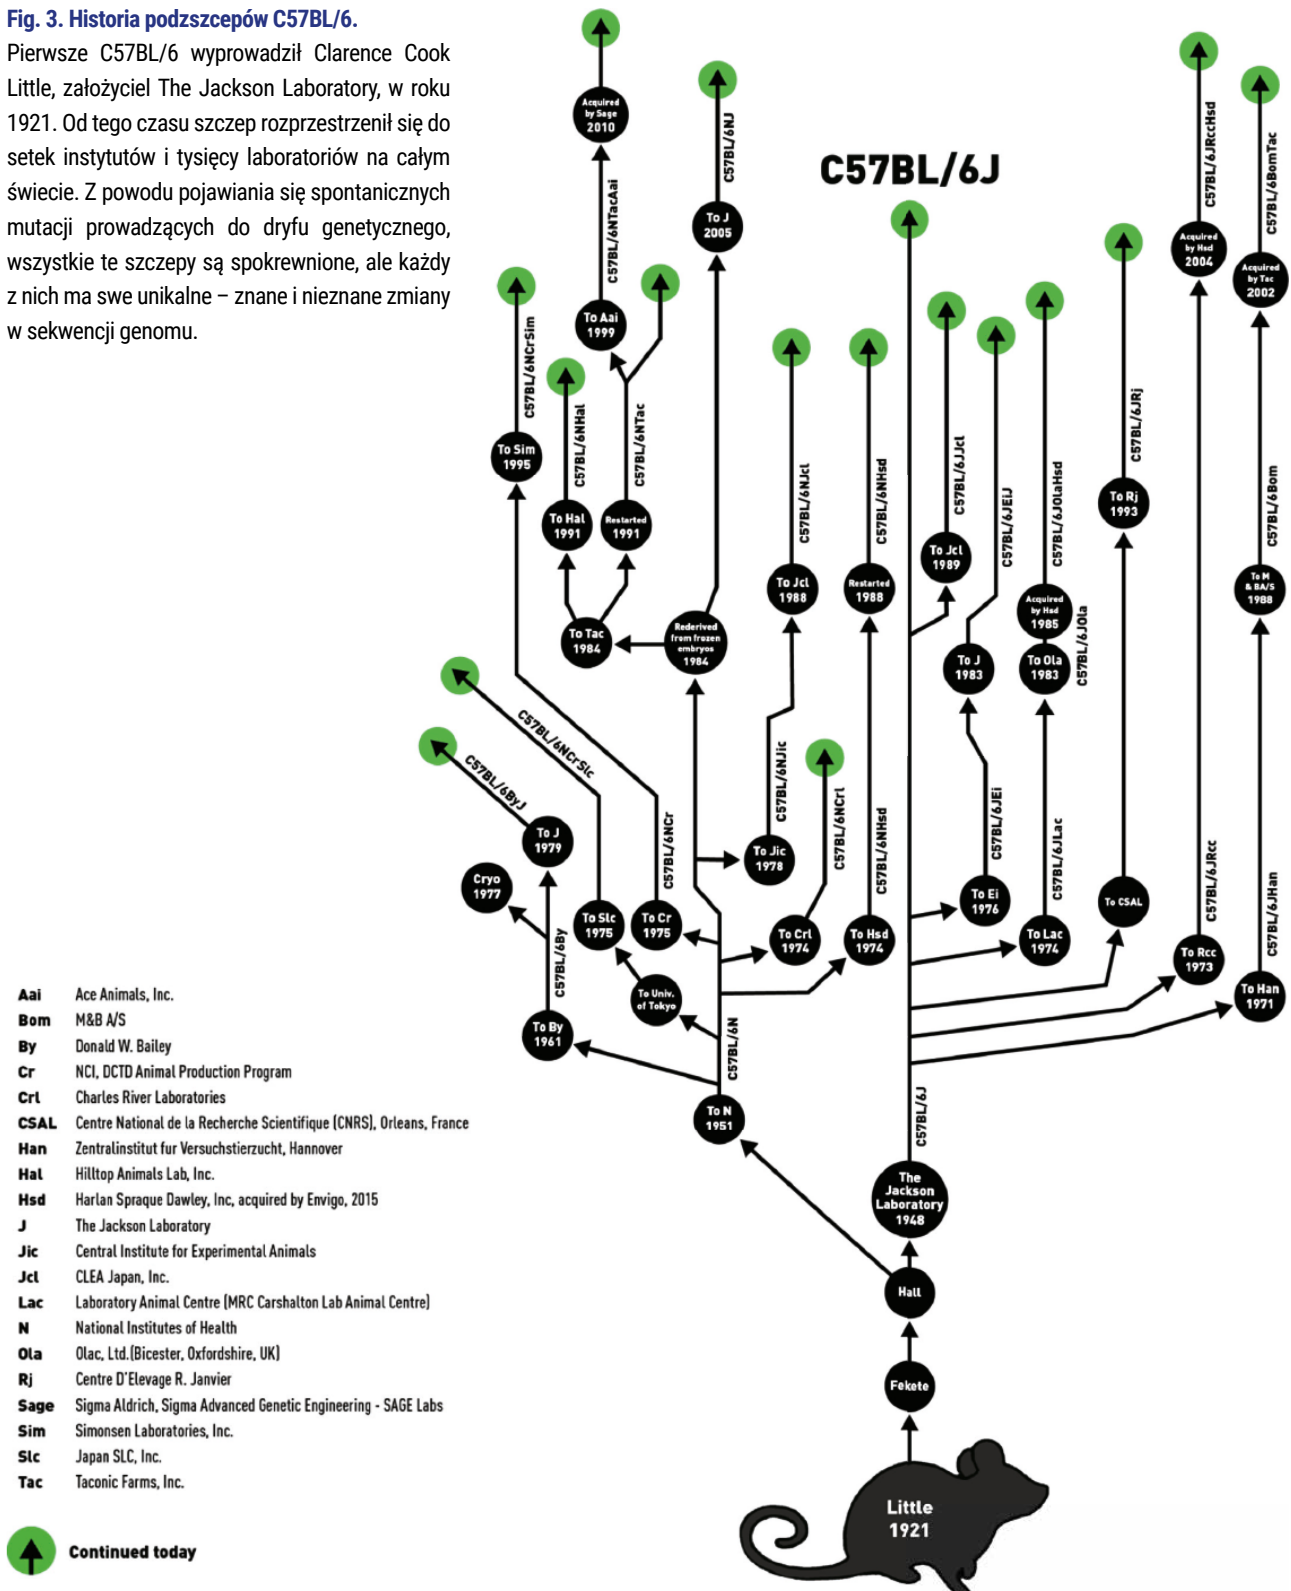 Fig. 3. Historia podzszcepów C57BL/6.
Pierwsze C57BL/6 wyprowadził Clarence Cook
Little, założyciel The Jackson Laboratory, w roku
1921. Od tego czasu szczep rozprzestrzenił się do
setek instytutów i tysięcy laboratoriów na całym
świecie. Z powodu pojawiania się spontanicznych
mutacji prowadzących do dryfu genetycznego,
wszystkie te szczepy są spokrewnione, ale każdy
z nich ma swe unikalne – znane i nieznane zmiany
w sekwencji genomu.
C57BL/6J
Acquired
by Sage
2010
C57BL/6NTacAai
To Aai
1999
C57BL/6NJ
To J
2005
C57BL/6NCrSim
To Sim
1995
C57BL/6NHal
To Hal
1991
C57BL/6NTac
Restarted
1991
To Tac
1984
Rederived
from frozen
embryos
1984
C57BL/6NJcl
To Jcl
1988
C57BL/6NJic
To Jic
1978
C57BL/6NHsd
Restarted
1988
C57BL/6NHsd
To Hsd
1974
C57BL/6NCrl
To Crl
1974
C57BL/6NCrSlc
To Slc
1975
C57BL/6NCr
To Cr
1975
To Univ.
of Tokyo
C57BL/6ByJ
To J
1979
Cryo
1977
C57BL/6By
To By
1961
C57BL/6N
To N
1951
C57BL/6JJcl
To Jcl
1989
C57BL/6JEiJ
To J
1983
C57BL/6JEi
To Ei
1976
C57BL/6JOlaHsd
Acquired
by Hsd
1985
C57BL/6JOla
To Ola
1983
C57BL/6JLac
To Lac
1974
C57BL/6JRj
To Rj
1993
To CSAL
C57BL/6JRccHsd
Acquired
by Hsd
2004
C57BL/6JRcc
To Rcc
1973
C57BL/6BomTac
Acquired
by Tac
2002
C57BL/6Bom
To M
& BA/S
1988
C57BL/6JHan
To Han
1971
C57BL/6J
The
Jackson
Laboratory
1948
Hall
Fekete
Little
1921
Aai Ace Animals, Inc.
Bom M&B A/S
By Donald W. Bailey
Cr NCI, DCTD Animal Production Program
Crl Charles River Laboratories
CSAL Centre National de la Recherche Scientifique (CNRS), Orleans, France
Han Zentralinstitut fur Versuchstierzucht, Hannover
Hal Hilltop Animals Lab, Inc.
Hsd Harlan Spraque Dawley, Inc, acquired by Envigo, 2015
J The Jackson Laboratory
Jic Central Institute for Experimental Animals
Jcl CLEA Japan, Inc.
Lac Laboratory Animal Centre (MRC Carshalton Lab Animal Centre)
N National Institutes of Health
Ola Olac, Ltd.(Bicester, Oxfordshire, UK)
Rj Centre D'Elevage R. Janvier
Sage Sigma Aldrich, Sigma Advanced Genetic Engineering - SAGE Labs
Sim Simonsen Laboratories, Inc.
Slc Japan SLC, Inc.
Tac Taconic Farms, Inc.
Continued today